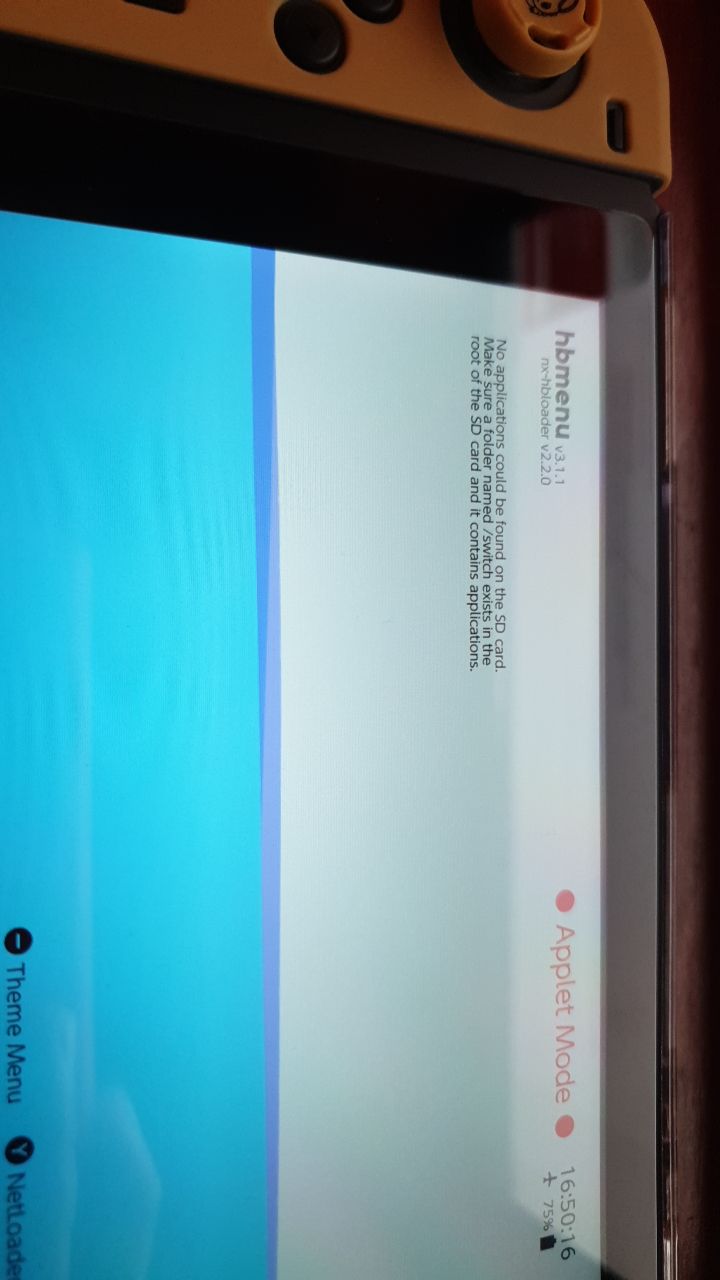 hbmenu v3.1.1
nx-hbloader v2.2.0
● Applet Mode ●
16:50:16
75%
No applications could be found on the SD card.
Make sure a folder named /switch exists in the
root of the SD card and it contains applications.
Theme Menu
NetLoader